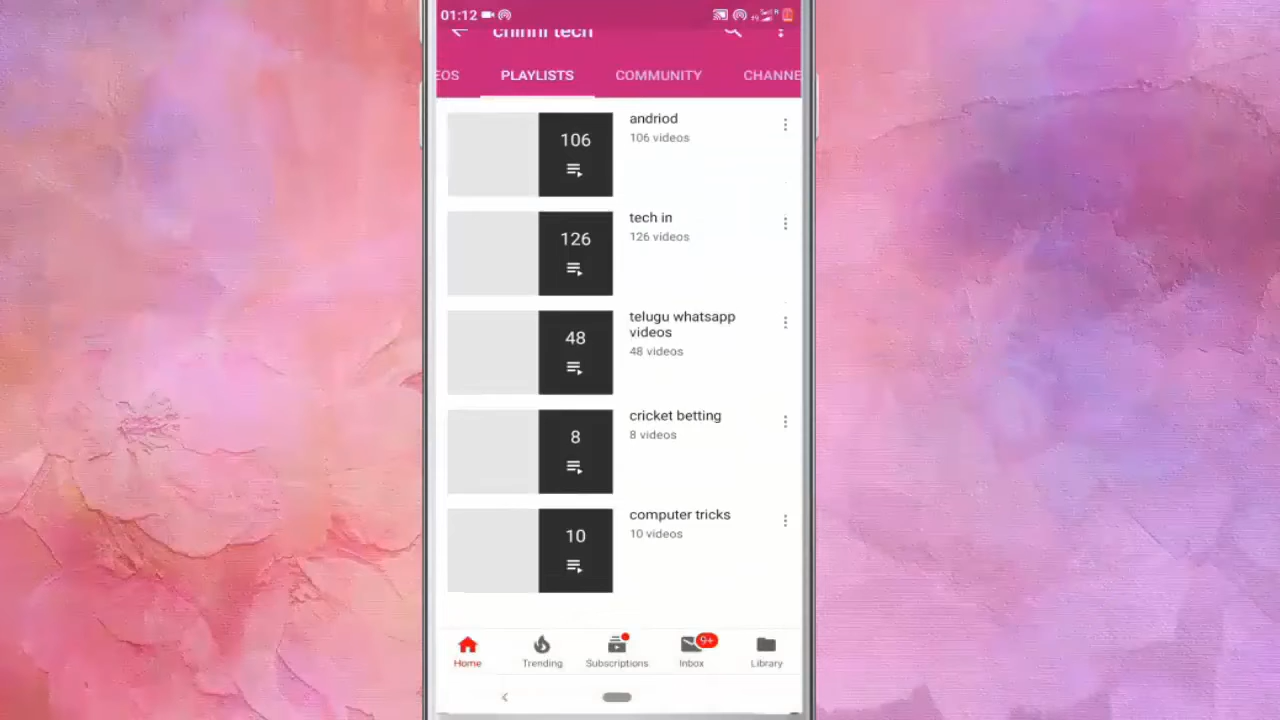 01:12
chinni tech
EOS PLAYLISTS COMMUNITY CHANNE
106
andriod
106 videos
126
tech in
126 videos
48
telugu whatsapp
videos
48 videos
8
cricket betting
8 videos
10
computer tricks
10 videos
9+
Home Trending Subscriptions Inbox Library